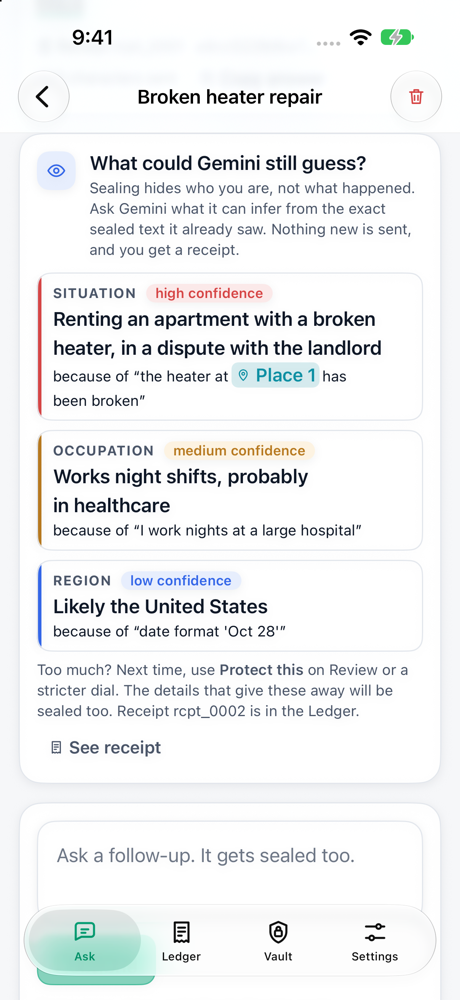 9:41
Broken heater repair
What could Gemini still guess?
Sealing hides who you are, not what happened.
Ask Gemini what it can infer from the exact
sealed text it already saw. Nothing new is sent,
and you get a receipt.
SITUATION high confidence
Renting an apartment with a broken
heater, in a dispute with the landlord
because of “the heater at Place 1 has
been broken”
OCCUPATION medium confidence
Works night shifts, probably
in healthcare
because of “I work nights at a large hospital”
REGION low confidence
Likely the United States
because of “date format 'Oct 28'”
Too much? Next time, use Protect this on Review or a
stricter dial. The details that give these away will be
sealed too. Receipt rcpt_0002 is in the Ledger.
See receipt
Ask a follow-up. It gets sealed too.
Ask Ledger Vault Settings